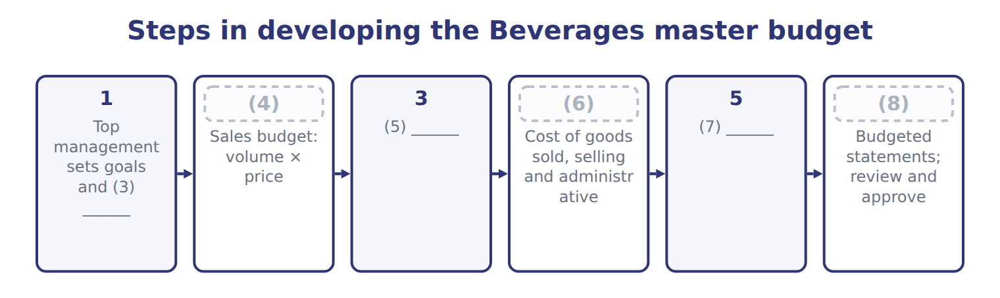 Steps in developing the Beverages master budget
1
Top
management
sets goals
and (3)
______
(4)
Sales budget:
volume ×
price
3
(5) ______
(6)
Cost of goods
sold, selling
and administr
ative
5
(7) ______
(8)
Budgeted
statements;
review and
approve